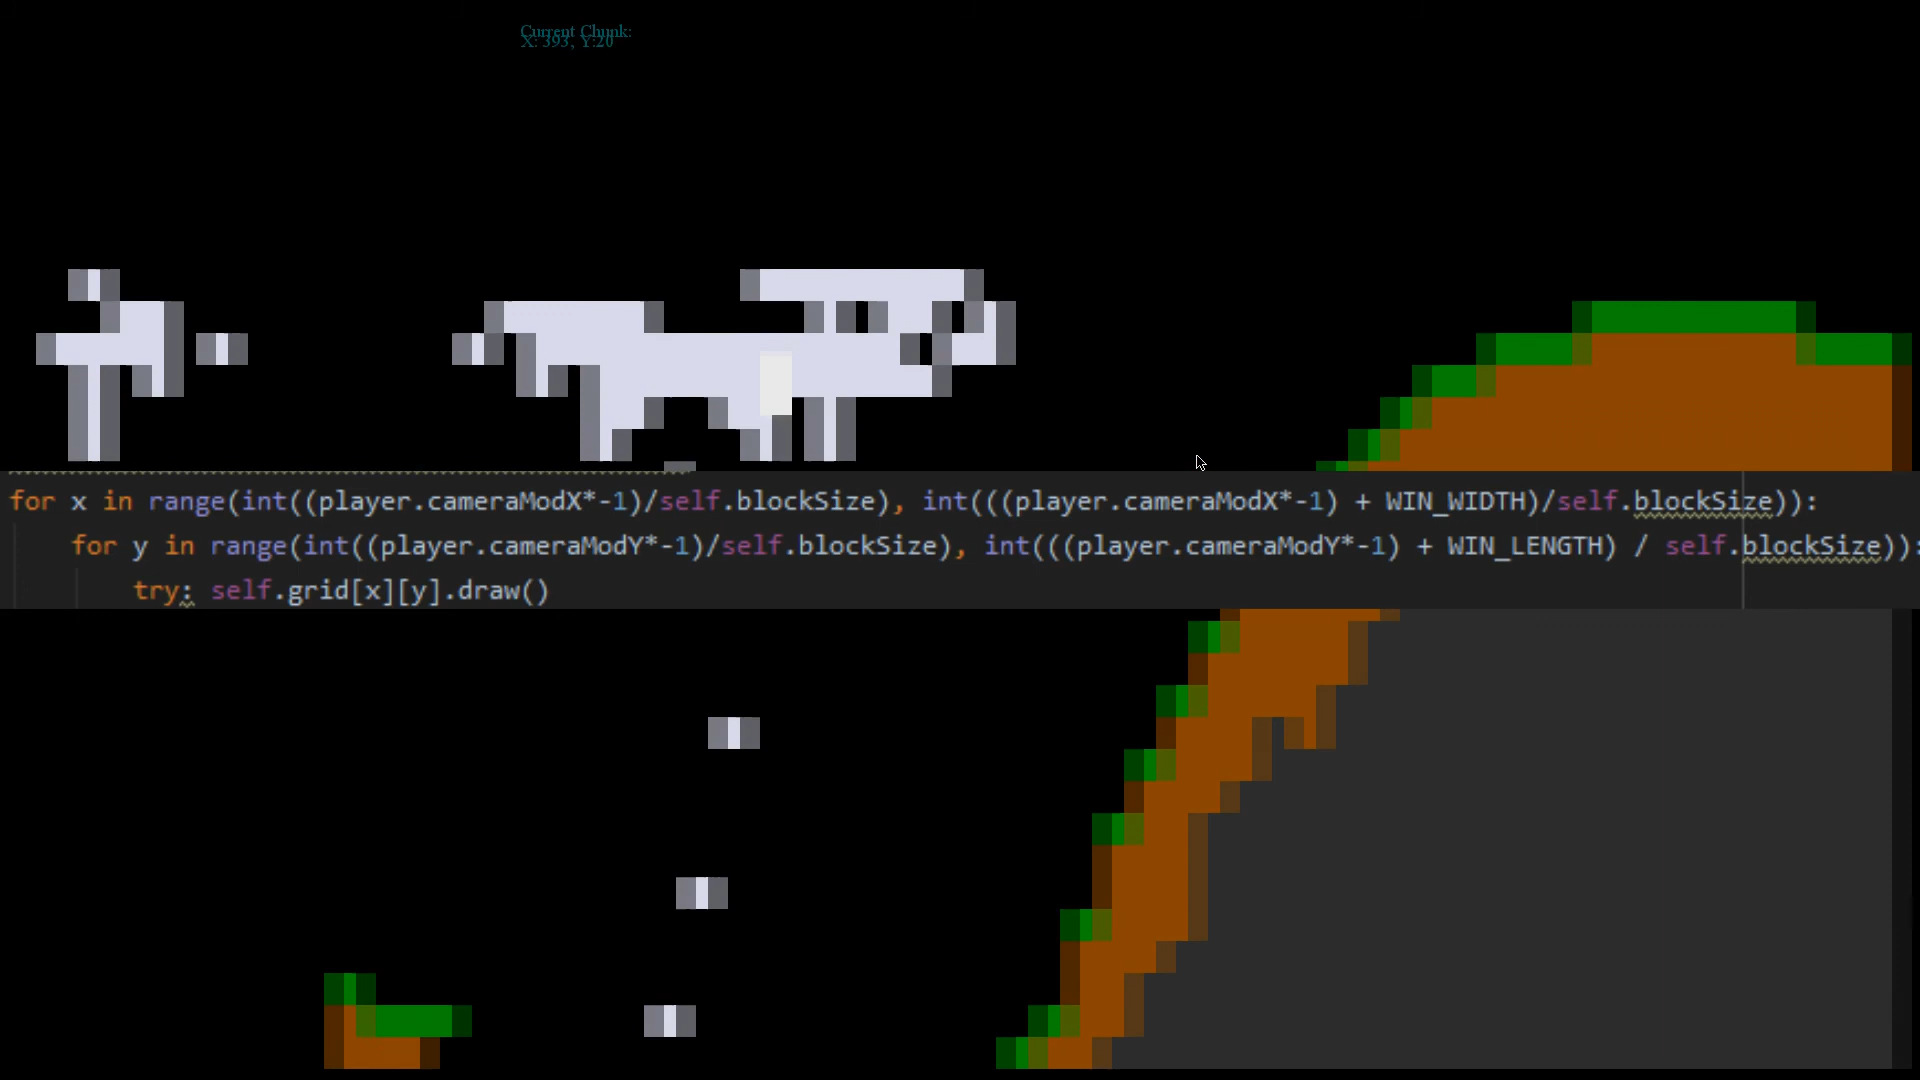 Current Chunk:
X: 393, Y:20
for x in range(int((player.cameraModX*-1)/self.blockSize), int(((player.cameraModX*-1) + WIN_WIDTH)/self.blockSize)):
for y in range(int((player.cameraModY*-1)/self.blockSize), int(((player.cameraModY*-1) + WIN_LENGTH) / self.blockSize)):
try: self.grid[x][y].draw()